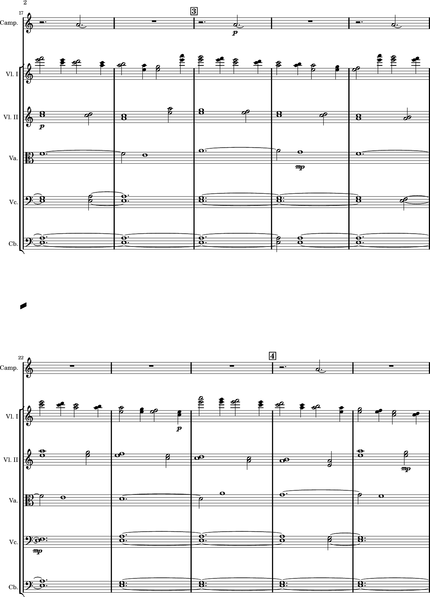 2
17
3
Camp.
p
Vl. I
Vl. II
p
Va.
mp
Vc.
Cb.
22
4
Camp.
Vl. I
p
Vl. II
mp
Va.
Vc.
mp
Cb.